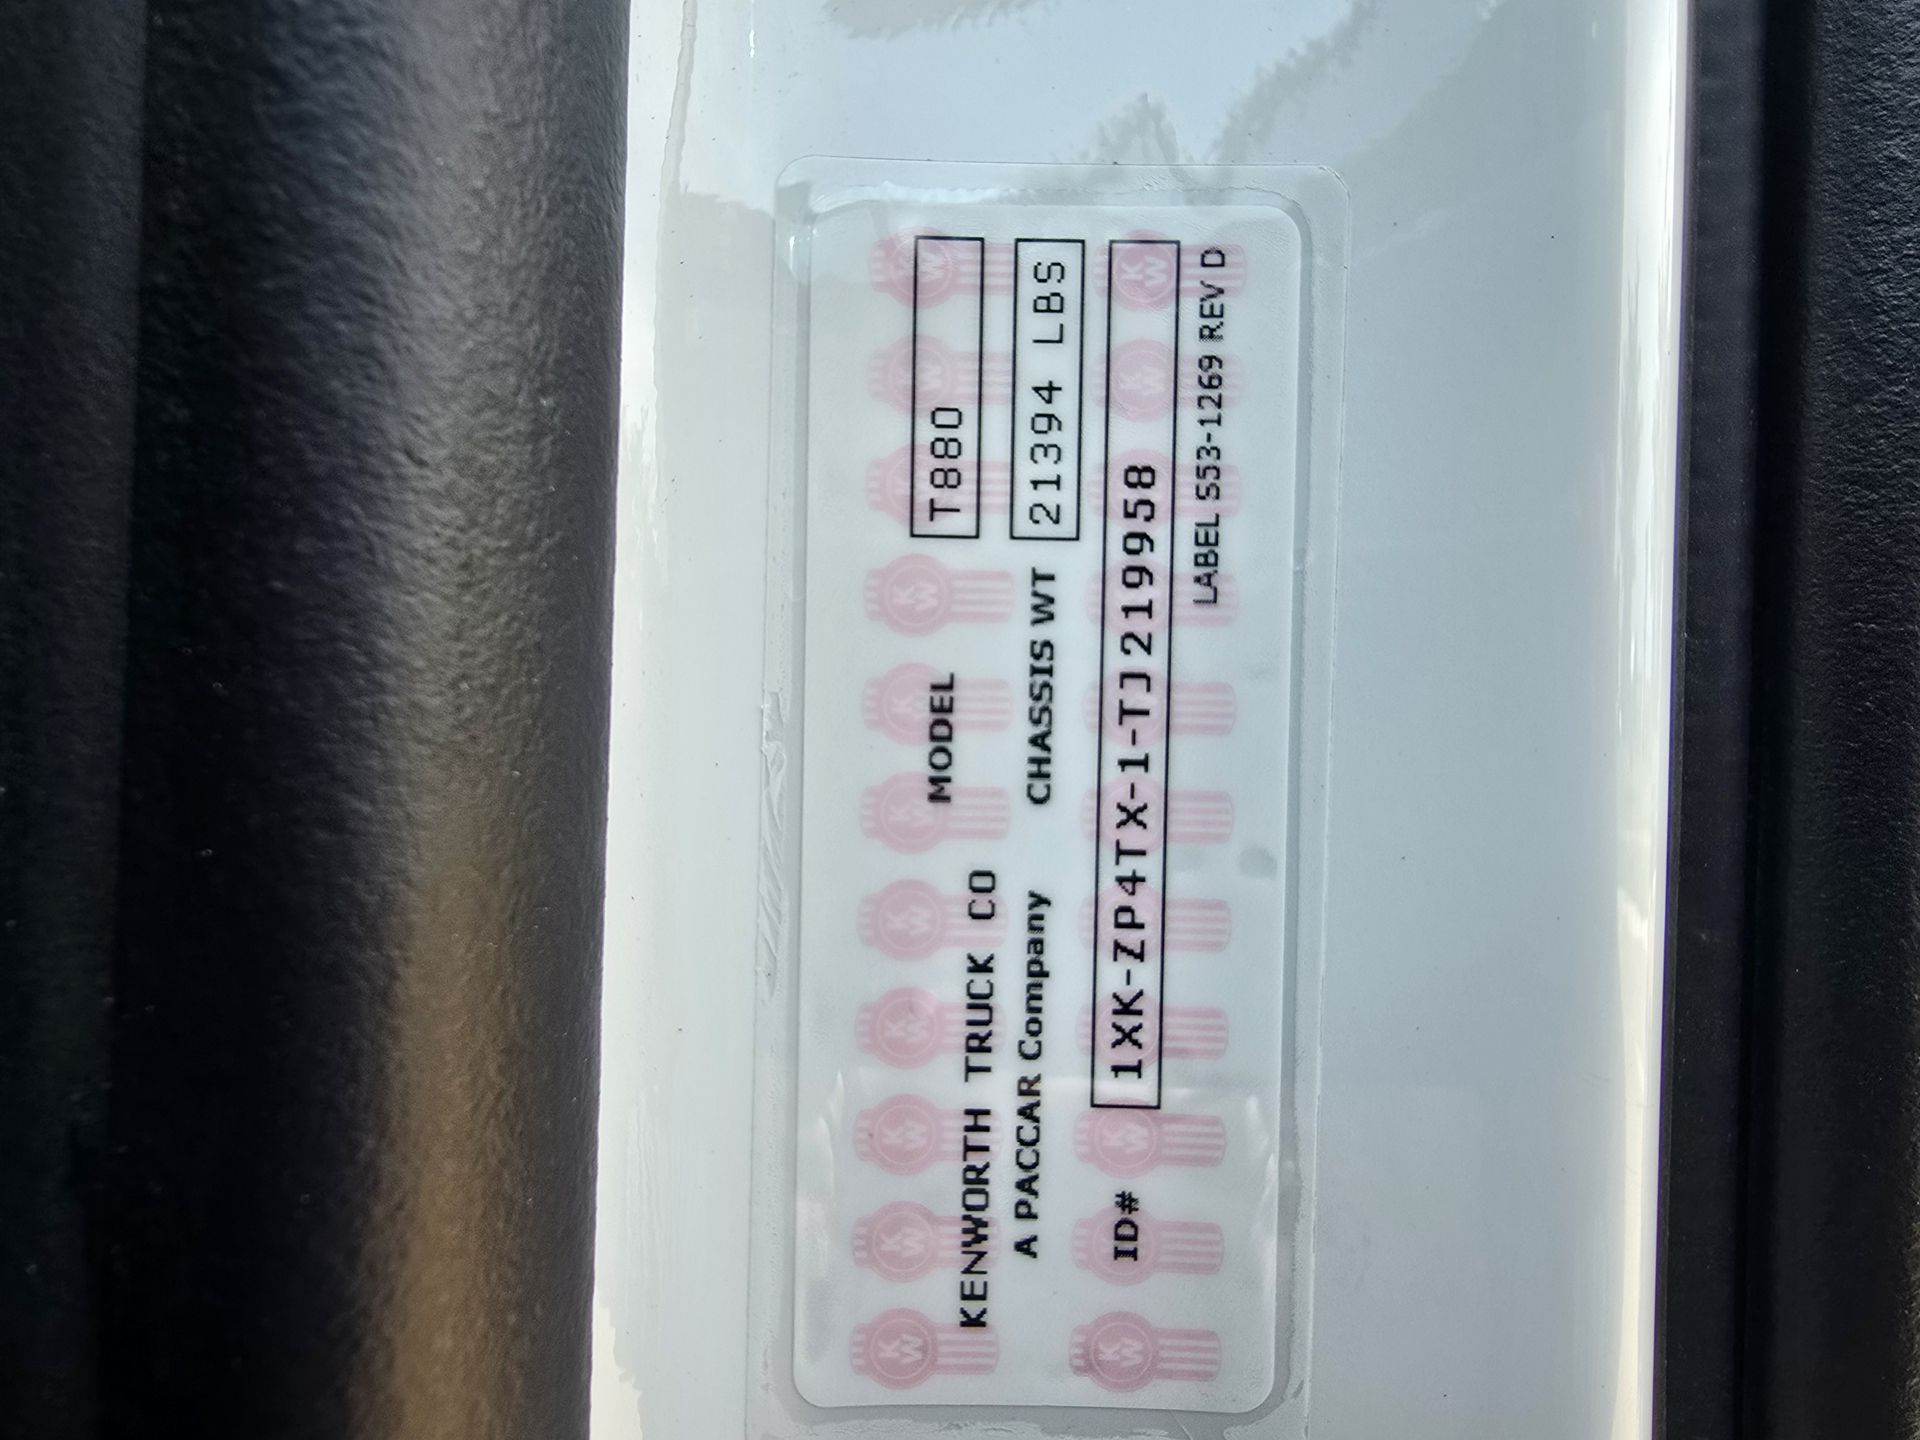 KENWORTH TRUCK CO MODEL T880
A PACCAR Company CHASSIS WT 21394 LBS
ID# 1XK-ZP4TX-1-TJ219958
LABEL S53-1269 REV D